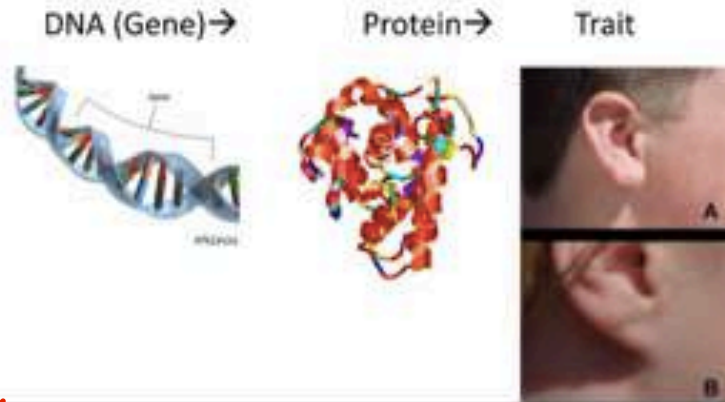 DNA (Gene)→ Protein→ Trait
A
B